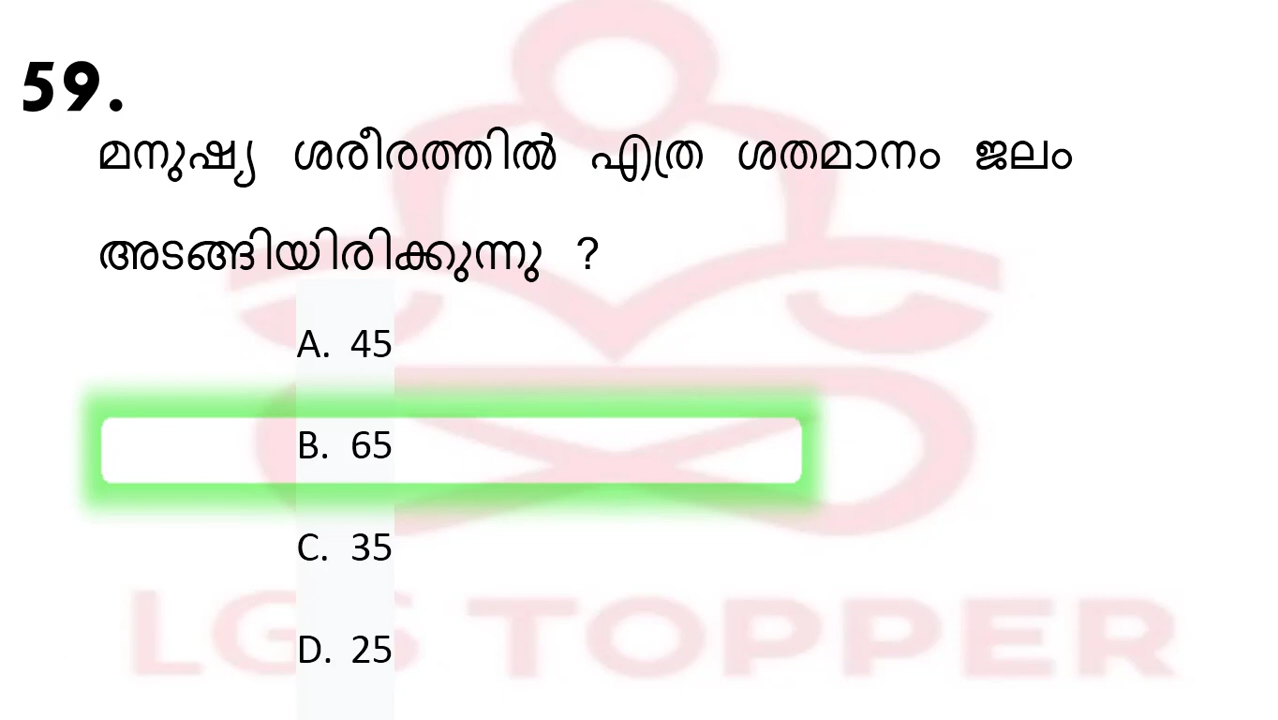 59.
മനുഷ്യ ശരീരത്തിൽ എത്ര ശതമാനം ജലം
അടങ്ങിയിരിക്കുന്നു ?
A. 45
B. 65
C. 35
D. 25
LGS TOPPER